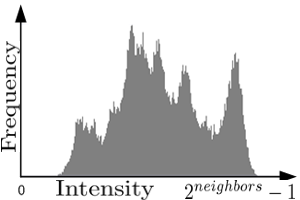 Frequency
0
Intensity
2^{neighbors} − 1